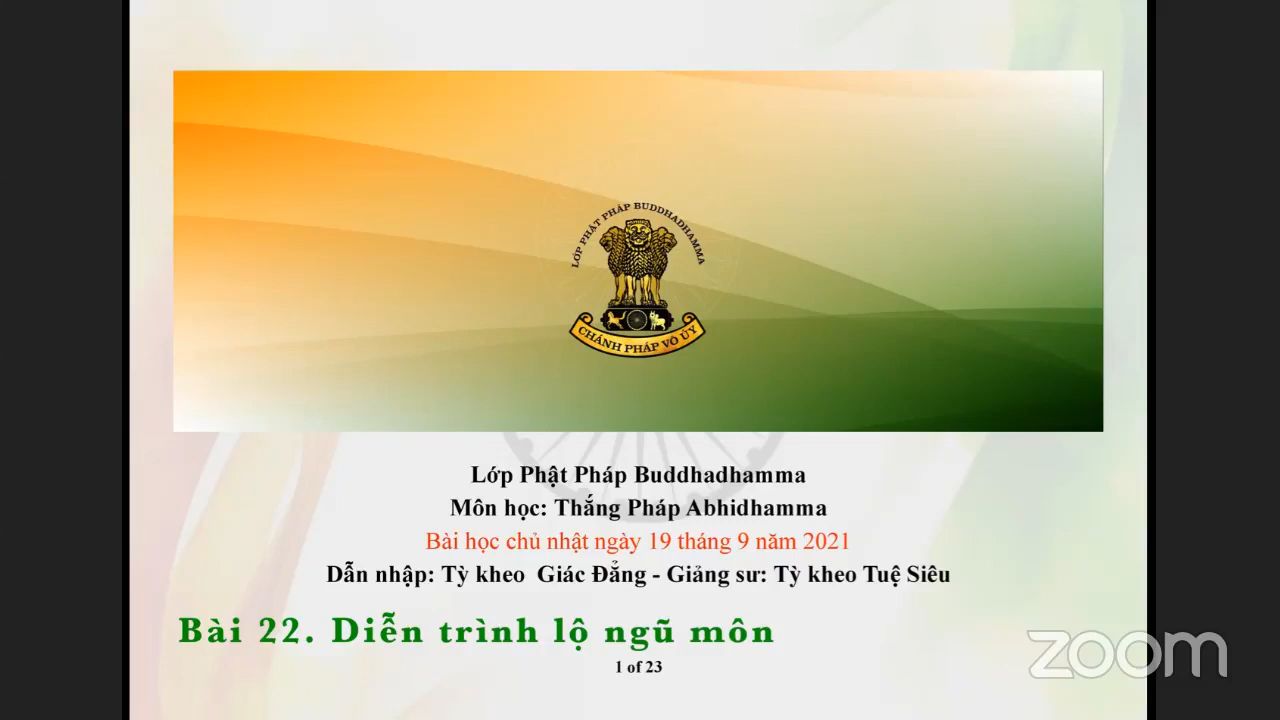 LỚP PHẬT PHÁP BUDDHADHAMMA
CHÁNH PHÁP VÔ ÚY
Lớp Phật Pháp Buddhadhamma
Môn học: Thắng Pháp Abhidhamma
Bài học chủ nhật ngày 19 tháng 9 năm 2021
Dẫn nhập: Tỳ kheo Giác Đẳng - Giảng sư: Tỳ kheo Tuệ Siêu
Bài 22. Diễn trình lộ ngũ môn
1 of 23
zoom